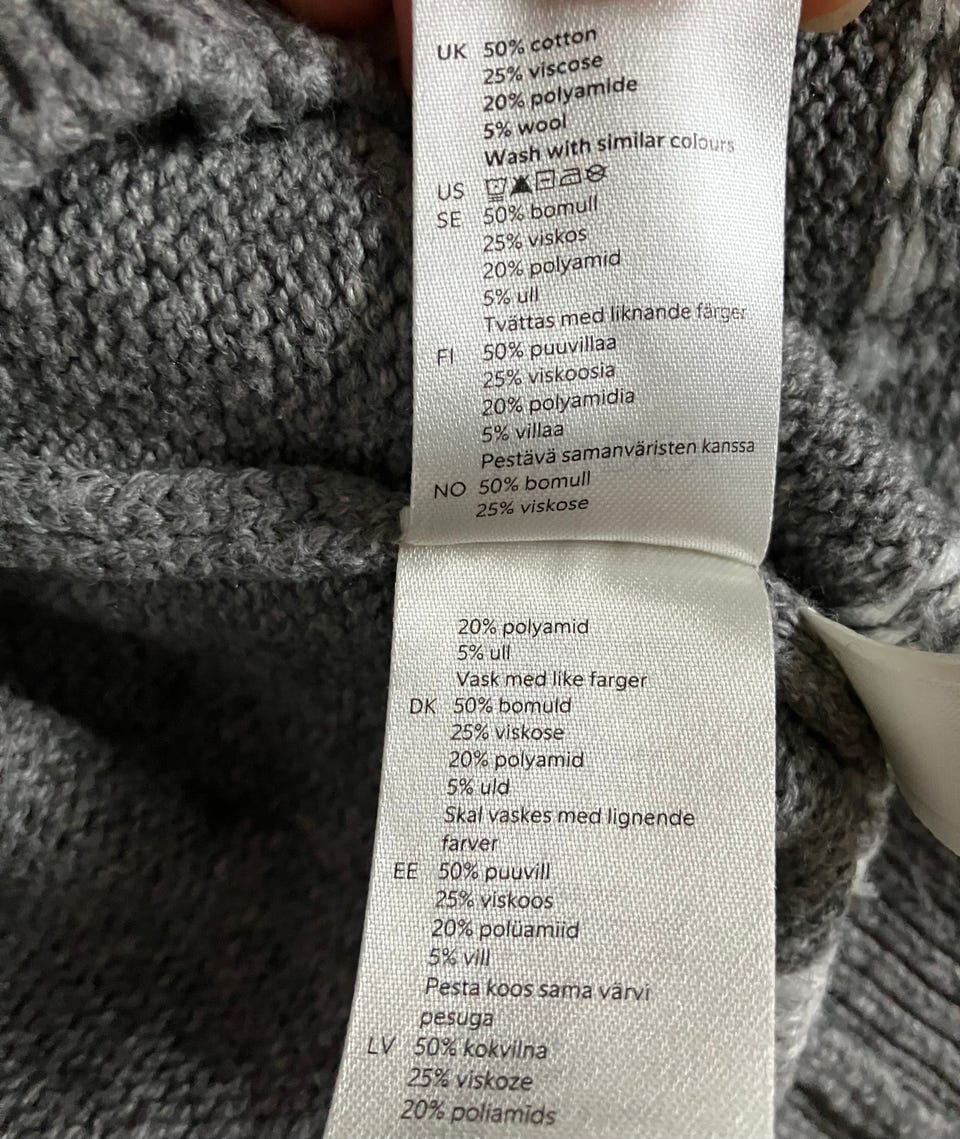 UK 50% cotton
25% viscose
20% polyamide
5% wool
Wash with similar colours
US
SE 50% bomull
25% viskos
20% polyamid
5% ull
Tvättas med liknande färger
FI 50% puuvillaa
25% viskoosia
20% polyamidia
5% villaa
Pestävä samanväristen kanssa
NO 50% bomull
25% viskose
20% polyamid
5% ull
Vask med like farger
DK 50% bomuld
25% viskose
20% polyamid
5% uld
Skal vaskes med lignende
farver
EE 50% puuvill
25% viskoos
20% polüamiid
5% vill
Pesta koos sama värvi
pesuga
LV 50% kokvilna
25% viskoze
20% poliamīds